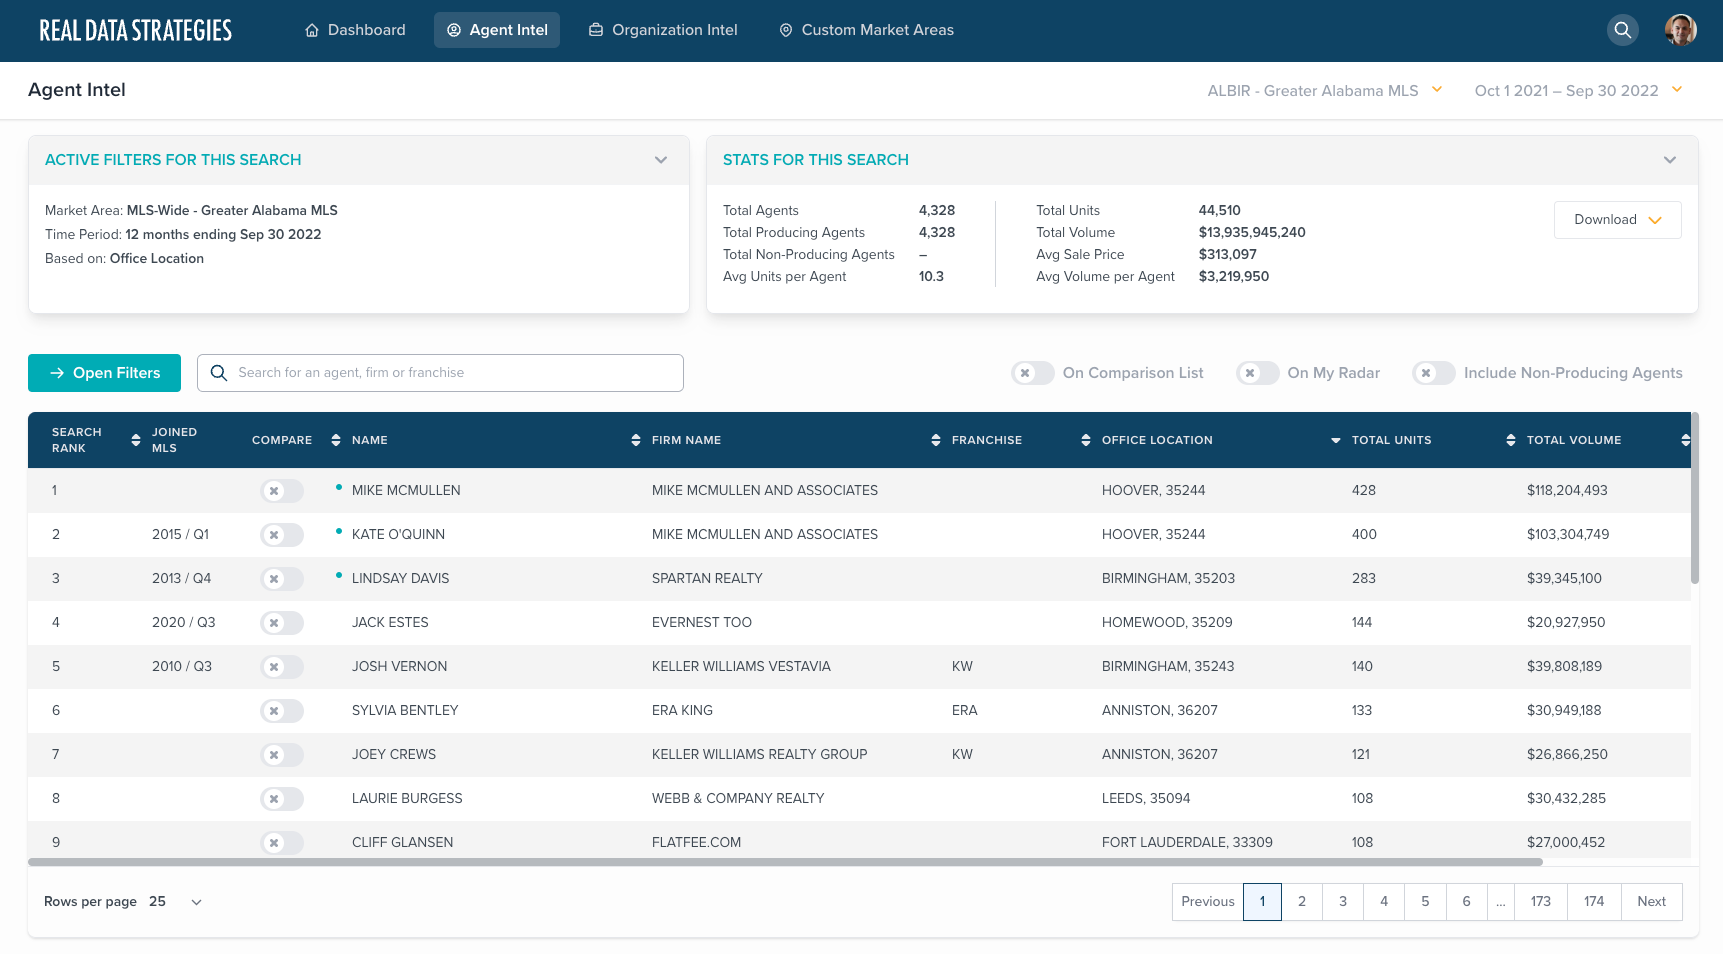 REAL DATA STRATEGIES
Dashboard
Agent Intel
Organization Intel
Custom Market Areas
Agent Intel
ALBIR - Greater Alabama MLS
Oct 1 2021 – Sep 30 2022
ACTIVE FILTERS FOR THIS SEARCH
Market Area: MLS-Wide - Greater Alabama MLS
Time Period: 12 months ending Sep 30 2022
Based on: Office Location
STATS FOR THIS SEARCH
Total Agents 4,328
Total Producing Agents 4,328
Total Non-Producing Agents –
Avg Units per Agent 10.3
Total Units 44,510
Total Volume $13,935,945,240
Avg Sale Price $313,097
Avg Volume per Agent $3,219,950
Download
Open Filters
Search for an agent, firm or franchise
On Comparison List
On My Radar
Include Non-Producing Agents
SEARCH RANK JOINED MLS COMPARE NAME FIRM NAME FRANCHISE OFFICE LOCATION TOTAL UNITS TOTAL VOLUME
1 MIKE MCMULLEN MIKE MCMULLEN AND ASSOCIATES HOOVER, 35244 428 $118,204,493
2 2015 / Q1 KATE O'QUINN MIKE MCMULLEN AND ASSOCIATES HOOVER, 35244 400 $103,304,749
3 2013 / Q4 LINDSAY DAVIS SPARTAN REALTY BIRMINGHAM, 35203 283 $39,345,100
4 2020 / Q3 JACK ESTES EVERNEST TOO HOMEWOOD, 35209 144 $20,927,950
5 2010 / Q3 JOSH VERNON KELLER WILLIAMS VESTAVIA KW BIRMINGHAM, 35243 140 $39,808,189
6 SYLVIA BENTLEY ERA KING ERA ANNISTON, 36207 133 $30,949,188
7 JOEY CREWS KELLER WILLIAMS REALTY GROUP KW ANNISTON, 36207 121 $26,866,250
8 LAURIE BURGESS WEBB & COMPANY REALTY LEEDS, 35094 108 $30,432,285
9 CLIFF GLANSEN FLATFEE.COM FORT LAUDERDALE, 33309 108 $27,000,452
Rows per page 25
Previous 1 2 3 4 5 6 ... 173 174 Next